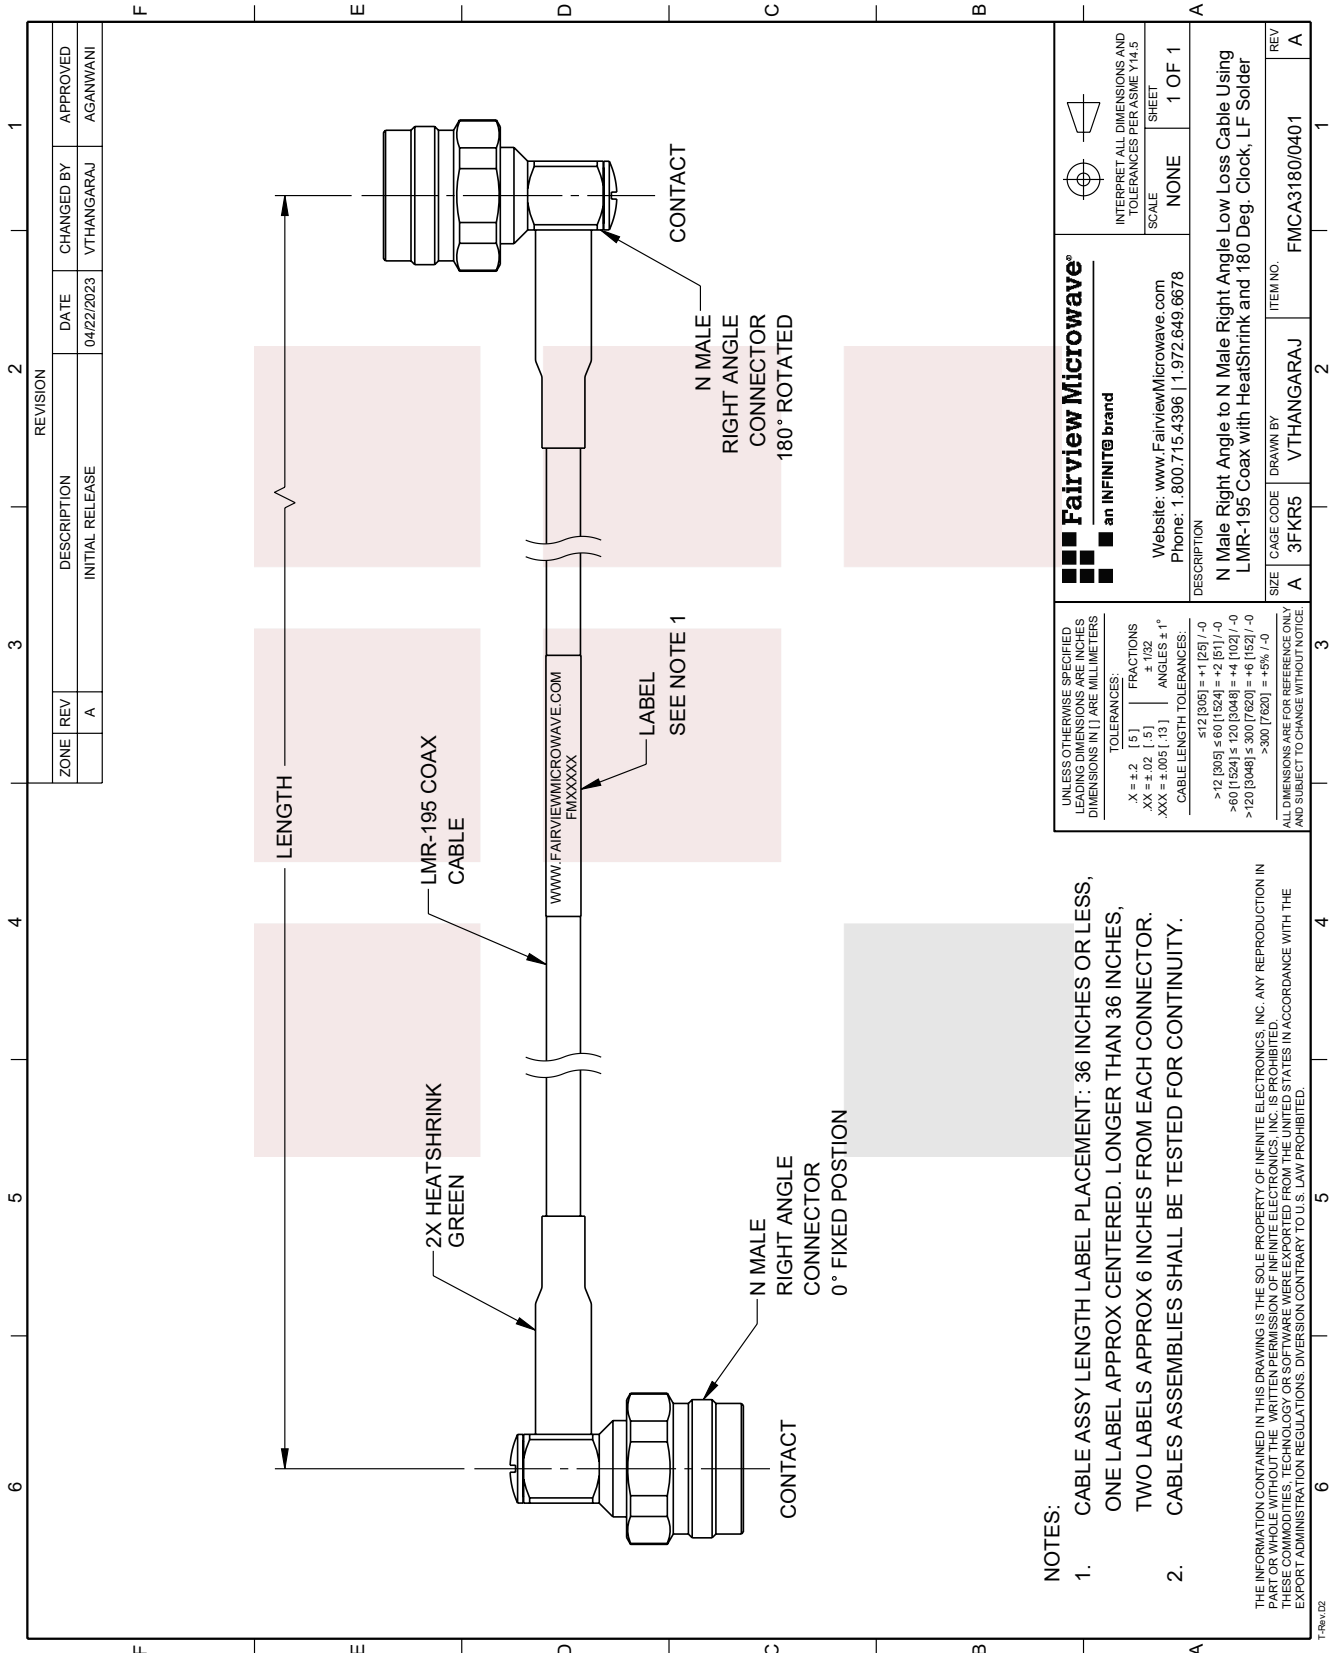 REVISION
ZONE REV DESCRIPTION DATE CHANGED BY APPROVED
A INITIAL RELEASE 04/22/2023 VTHANGARAJ AGANWANI
6 5 4 3 2 1
F
E
D
C
B
A
F
E
D
C
B
A
LENGTH
2X HEATSHRINK
GREEN
LMR-195 COAX
CABLE
WWW.FAIRVIEWMICROWAVE.COM
FMXXXXX
LABEL
SEE NOTE 1
CONTACT
N MALE
RIGHT ANGLE
CONNECTOR
180° ROTATED
N MALE
RIGHT ANGLE
CONNECTOR
0° FIXED POSTION
CONTACT
NOTES:
1. CABLE ASSY LENGTH LABEL PLACEMENT: 36 INCHES OR LESS,
ONE LABEL APPROX CENTERED. LONGER THAN 36 INCHES,
TWO LABELS APPROX 6 INCHES FROM EACH CONNECTOR.
2. CABLES ASSEMBLIES SHALL BE TESTED FOR CONTINUITY.
THE INFORMATION CONTAINED IN THIS DRAWING IS THE SOLE PROPERTY OF INFINITE ELECTRONICS, INC. ANY REPRODUCTION IN
PART OR WHOLE WITHOUT THE WRITTEN PERMISSION OF INFINITE ELECTRONICS, INC. IS PROHIBITED.
THESE COMMODITIES, TECHNOLOGY OR SOFTWARE WERE EXPORTED FROM THE UNITED STATES IN ACCORDANCE WITH THE
EXPORT ADMINISTRATION REGULATIONS. DIVERSION CONTRARY TO U.S. LAW PROHIBITED.
UNLESS OTHERWISE SPECIFIED
LEADING DIMENSIONS ARE INCHES
DIMENSIONS IN [ ] ARE MILLIMETERS
TOLERANCES:
.X = ±.2 [5] FRACTIONS
.XX = ±.02 [.5] ± 1/32
.XXX = ±.005 [.13] ANGLES ± 1°
CABLE LENGTH TOLERANCES:
≤12 [305] = +1 [25] / -0
>12 [305] ≤ 60 [1524] = +2 [51] / -0
>60 [1524] ≤ 120 [3048] = +4 [102] / -0
>120 [3048] ≤ 300 [7620] = +6 [152] / -0
>300 [7620] = +5% / -0
ALL DIMENSIONS ARE FOR REFERENCE ONLY
AND SUBJECT TO CHANGE WITHOUT NOTICE.
Fairview Microwave®
an INFINITE brand
Website: www.FairviewMicrowave.com
Phone: 1.800.715.4396 | 1.972.649.6678
INTERPRET ALL DIMENSIONS AND
TOLERANCES PER ASME Y14.5
SCALE NONE
SHEET 1 OF 1
DESCRIPTION
N Male Right Angle to N Male Right Angle Low Loss Cable Using
LMR-195 Coax with HeatShrink and 180 Deg. Clock, LF Solder
SIZE A
CAGE CODE 3FKR5
DRAWN BY VTHANGARAJ
ITEM NO. FMCA3180/0401
REV A
6 5 4 3 2 1
T-Rev.D2